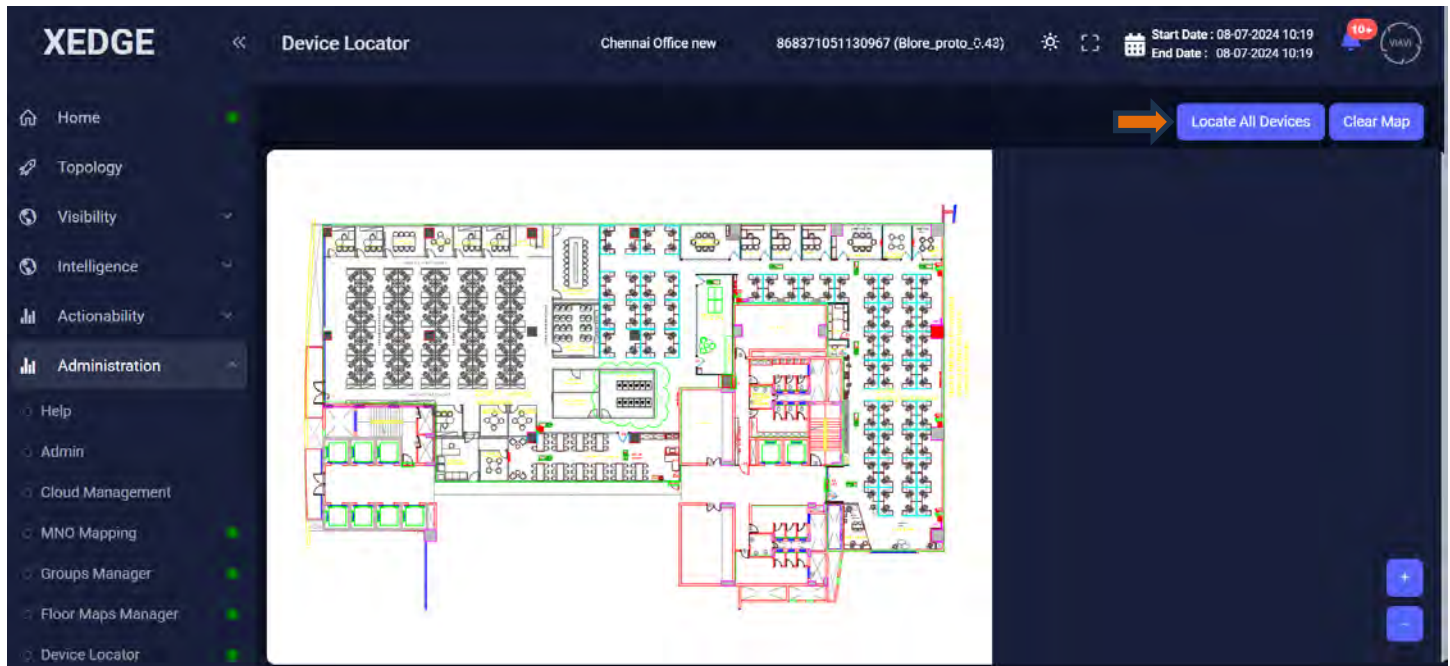 XEDGE
Device Locator
Chennai Office new
868371051130967 (Blore_proto_0.43)
Start Date : 08-07-2024 10:19
End Date : 08-07-2024 10:19
10+
VIAVI
Home
Locate All Devices
Clear Map
Topology
Visibility
Intelligence
Actionability
Administration
Help
Admin
Cloud Management
MNO Mapping
Groups Manager
Floor Maps Manager
Device Locator
+
-